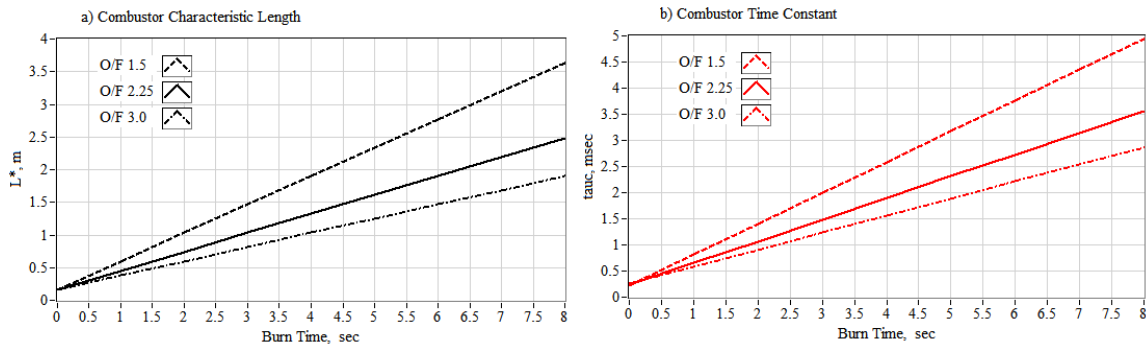 a) Combustor Characteristic Length
4
3.5
3
2.5
2
1.5
1
0.5
0
L*, m
O/F 1.5
O/F 2.25
O/F 3.0
0 0.5 1 1.5 2 2.5 3 3.5 4 4.5 5 5.5 6 6.5 7 7.5 8
Burn Time, sec
b) Combustor Time Constant
5
4.5
4
3.5
3
2.5
2
1.5
1
0.5
0
tauc, msec
O/F 1.5
O/F 2.25
O/F 3.0
0 0.5 1 1.5 2 2.5 3 3.5 4 4.5 5 5.5 6 6.5 7 7.5 8
Burn Time, sec